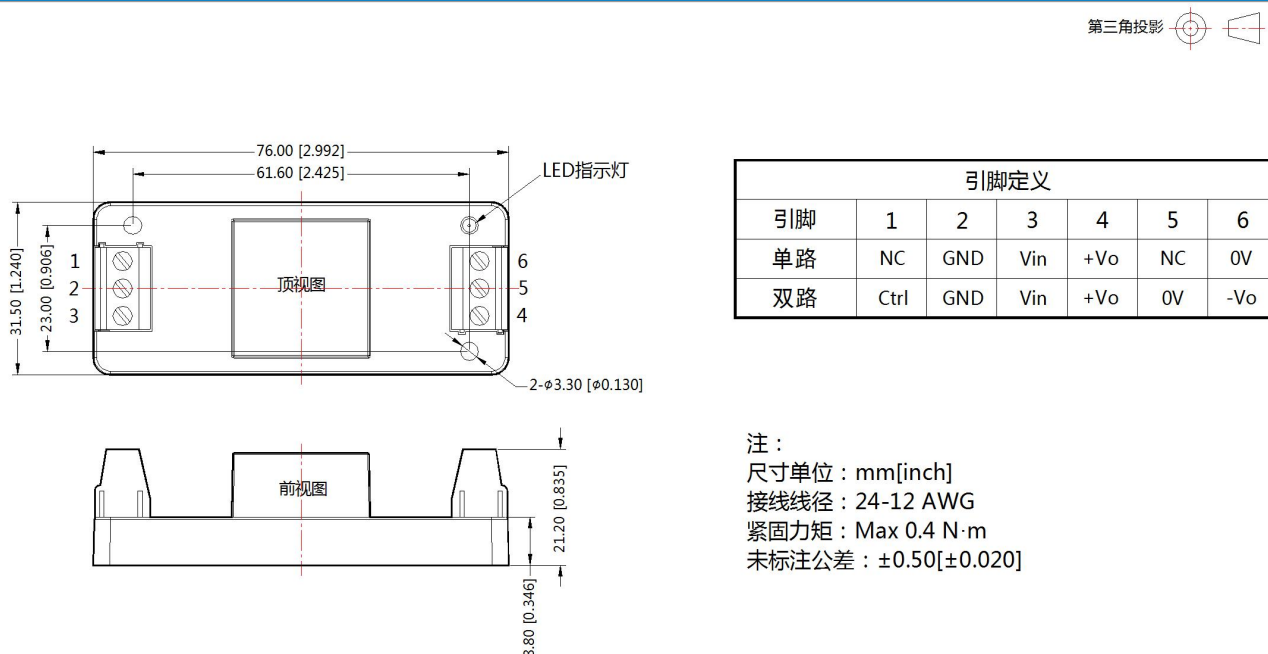 第三角投影
76.00 [2.992]
61.60 [2.425]
LED指示灯
31.50 [1.240]
23.00 [0.906]
1
2
3
顶视图
6
5
4
2-φ3.30 [φ0.130]
前视图
21.20 [0.835]
8.80 [0.346]
引脚定义
引脚 1 2 3 4 5 6
单路 NC GND Vin +Vo NC 0V
双路 Ctrl GND Vin +Vo 0V -Vo
注：
尺寸单位：mm[inch]
接线线径：24-12 AWG
紧固力矩：Max 0.4 N·m
未标注公差：±0.50[±0.020]